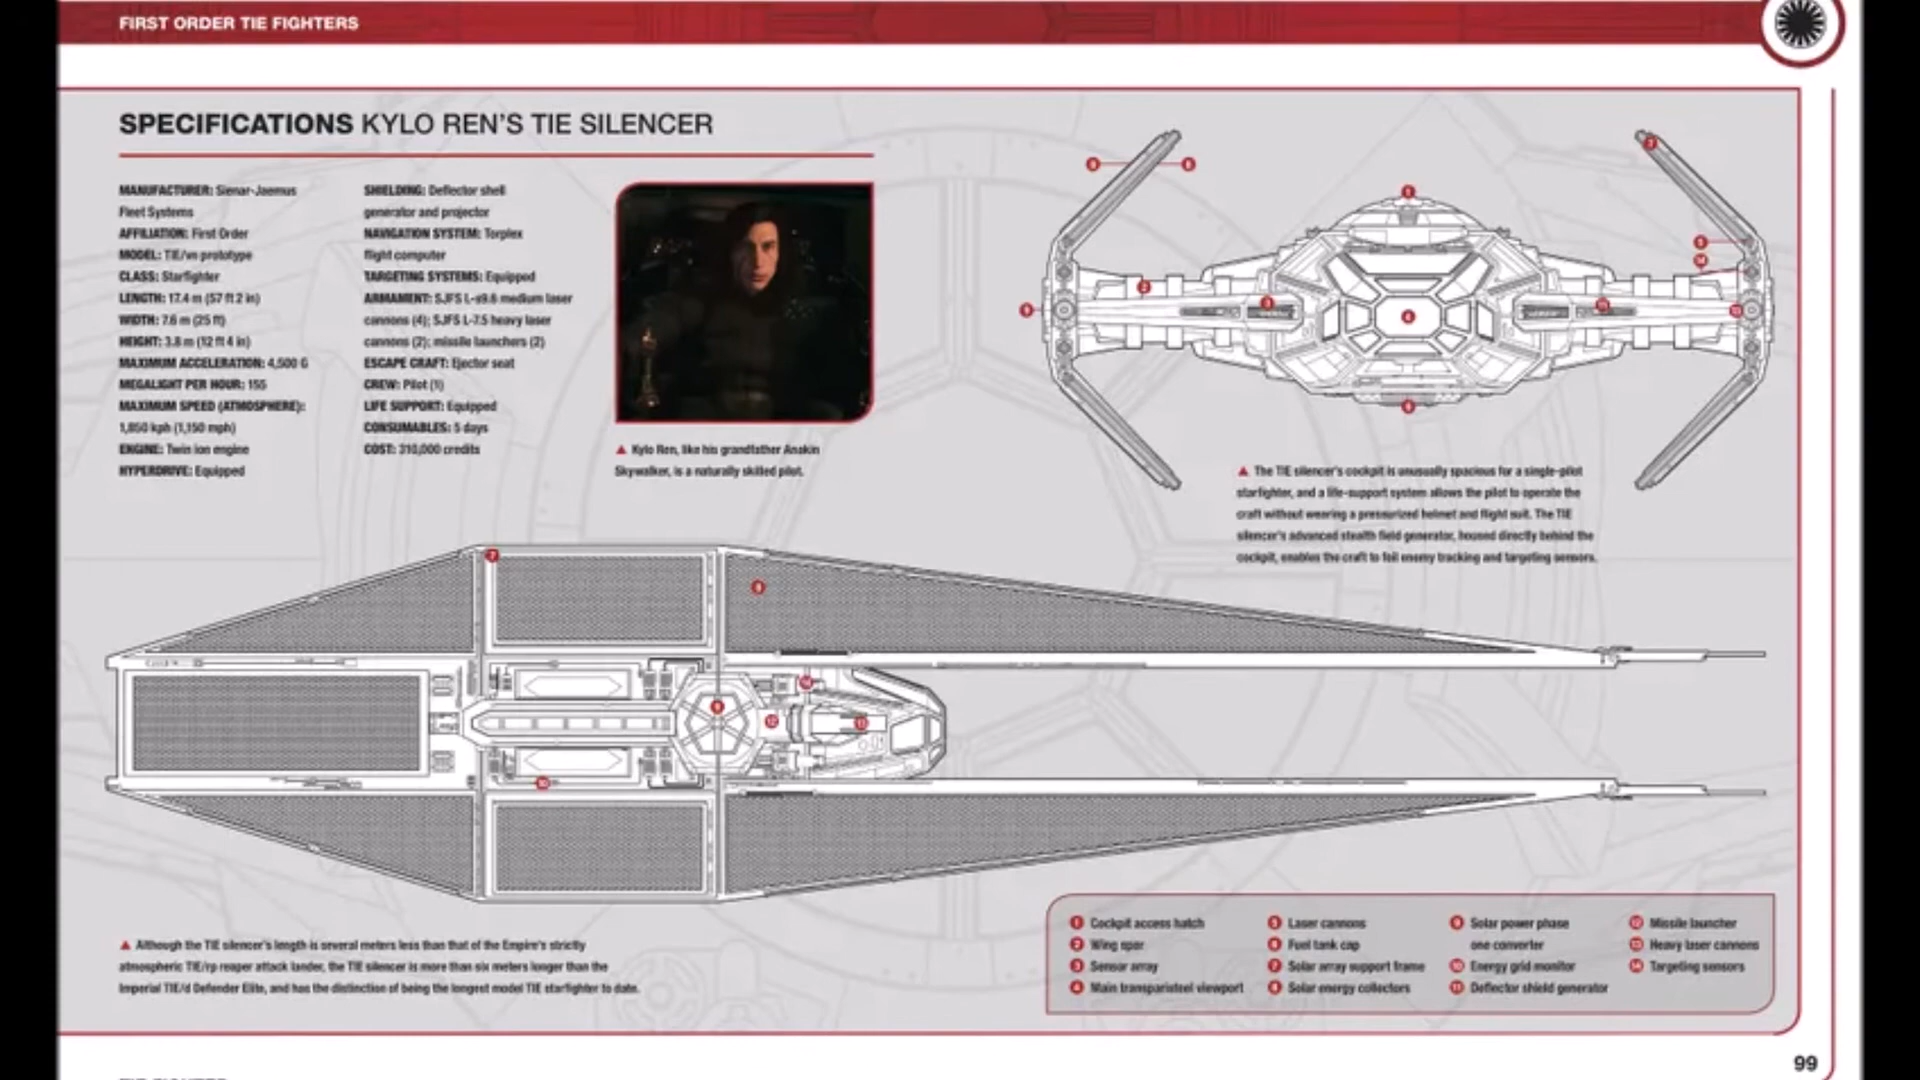 FIRST ORDER TIE FIGHTERS
SPECIFICATIONS KYLO REN'S TIE SILENCER
MANUFACTURER: Sienar-Jaemus
Fleet Systems
AFFILIATION: First Order
MODEL: TIE/vn prototype
CLASS: Starfighter
LENGTH: 17.4 m (57 ft 2 in)
WIDTH: 7.6 m (25 ft)
HEIGHT: 3.8 m (12 ft 4 in)
MAXIMUM ACCELERATION: 4,500 G
MEGALIGHT PER HOUR: 155
MAXIMUM SPEED (ATMOSPHERE):
1,850 kph (1,150 mph)
ENGINE: Twin ion engine
HYPERDRIVE: Equipped
SHIELDING: Deflector shell
generator and projector
NAVIGATION SYSTEM: Torplex
flight computer
TARGETING SYSTEMS: Equipped
ARMAMENT: SJFS L-s9.6 medium laser
cannons (4); SJFS L-7.5 heavy laser
cannons (2); missile launchers (2)
ESCAPE CRAFT: Ejector seat
CREW: Pilot (1)
LIFE SUPPORT: Equipped
CONSUMABLES: 5 days
COST: 310,000 credits
▲ Kylo Ren, like his grandfather Anakin
Skywalker, is a naturally skilled pilot.
▲ The TIE silencer's cockpit is unusually spacious for a single-pilot
starfighter, and a life-support system allows the pilot to operate the
craft without wearing a pressurized helmet and flight suit. The TIE
silencer's advanced stealth field generator, housed directly behind the
cockpit, enables the craft to foil enemy tracking and targeting sensors.
▲ Although the TIE silencer's length is several meters less than that of the Empire's strictly
atmospheric TIE/rp reaper attack lander, the TIE silencer is more than six meters longer than the
Imperial TIE/d Defender Elite, and has the distinction of being the longest model TIE starfighter to date.
1 Cockpit access hatch
2 Wing spar
3 Sensor array
4 Main transparisteel viewport
5 Laser cannons
6 Fuel tank cap
7 Solar array support frame
8 Solar energy collectors
9 Solar power phase
one converter
10 Energy grid monitor
11 Deflector shield generator
12 Missile launcher
13 Heavy laser cannons
14 Targeting sensors
99